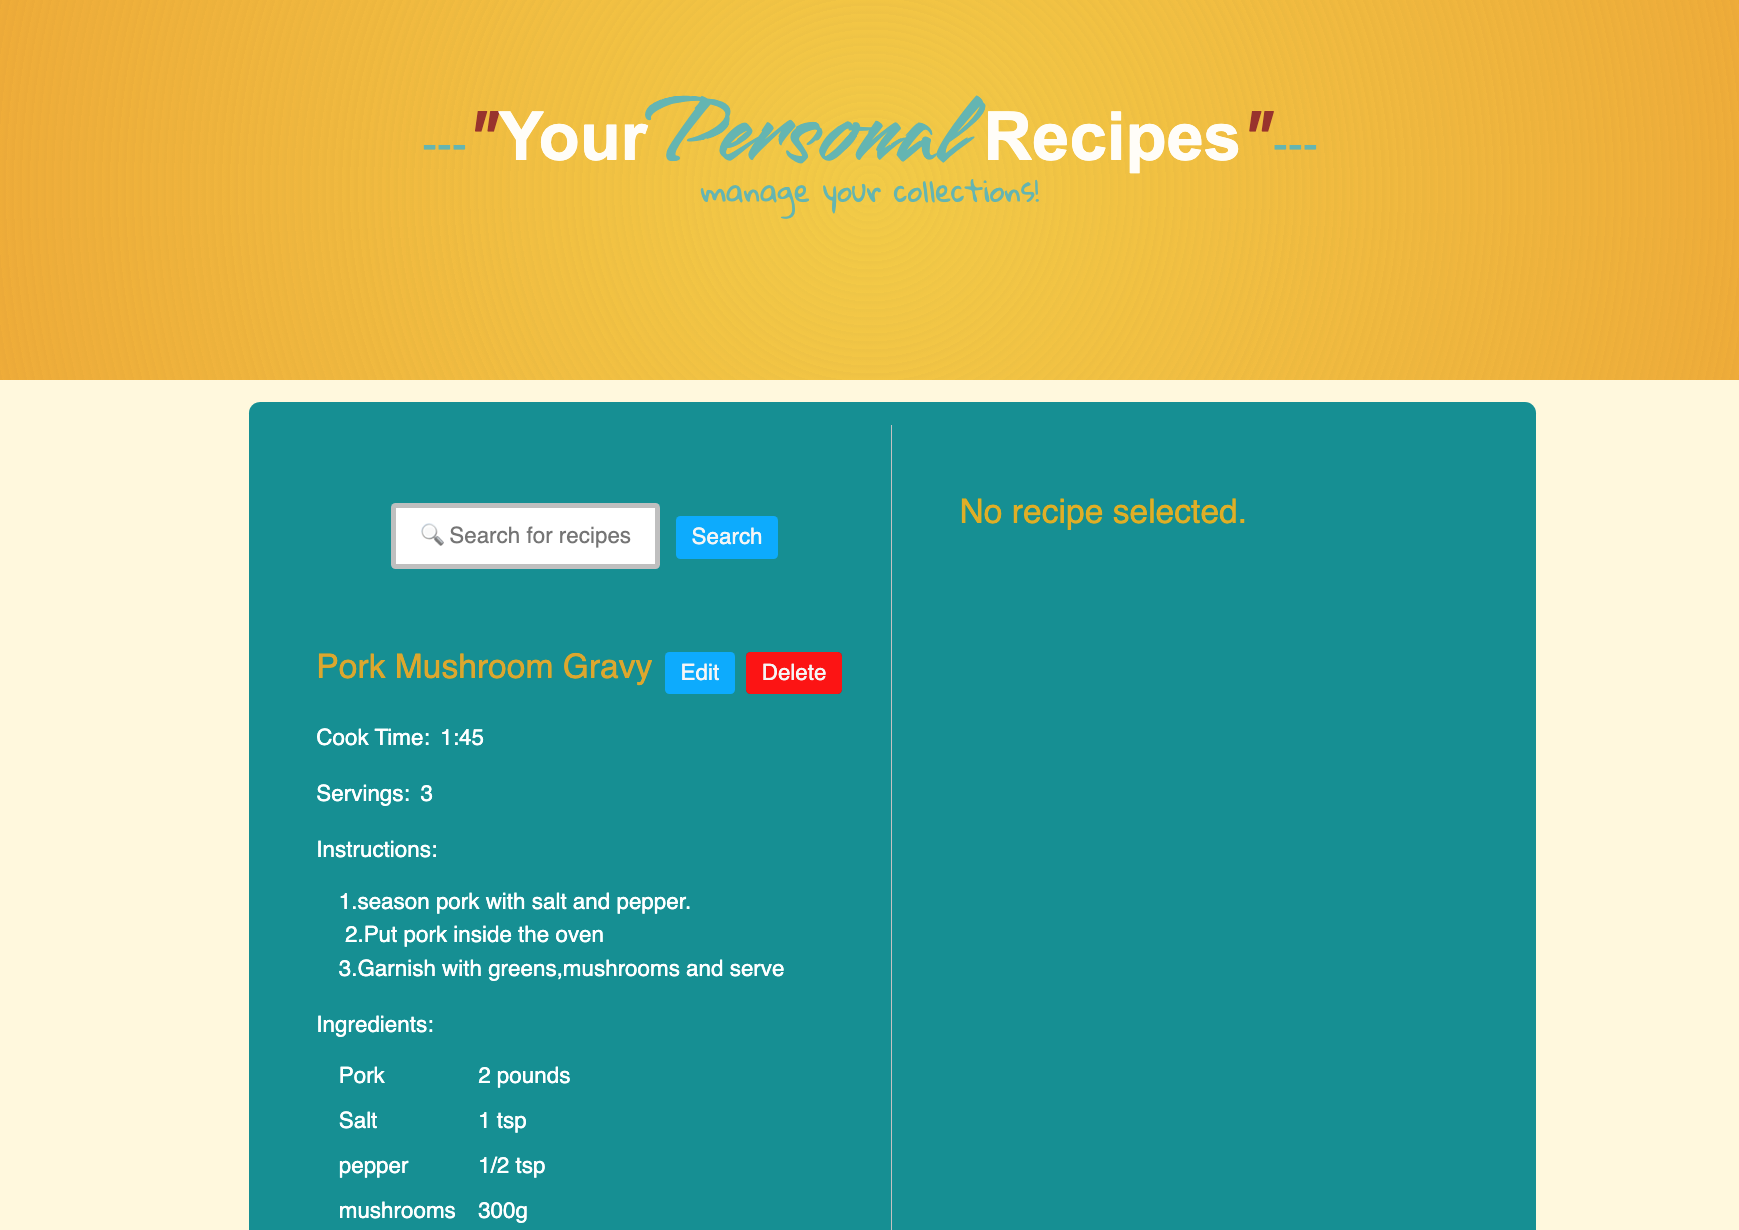 ---"Your Personal Recipes"---
manage your collections!
🔍 Search for recipes
Search
No recipe selected.
Pork Mushroom Gravy
Edit
Delete
Cook Time: 1:45
Servings: 3
Instructions:
1.season pork with salt and pepper.
2.Put pork inside the oven
3.Garnish with greens,mushrooms and serve
Ingredients:
Pork 2 pounds
Salt 1 tsp
pepper 1/2 tsp
mushrooms 300g